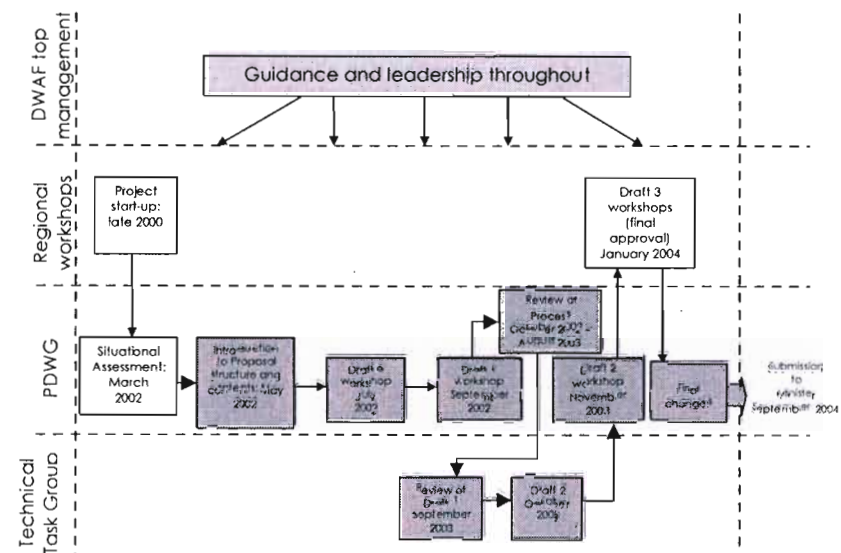 DWAF top
management
Guidance and leadership throughout
Regional
workshops
Project
start-up:
late 2000
Draft 3
workshops
(final
approval)
January 2004
PDWG
Situational
Assessment:
March
2002
Introduction
to Proposal
structure and
contents: May
2002
Draft 0
workshop
July
2002
Draft 1
workshop
September
2002
Review of
Process
October 2002 –
August 2003
Draft 2
workshop
November
2003
Final
changes
Submission
to
Minister
September 2004
Technical
Task Group
Review of
Draft 1
September
2003
Draft 2
October